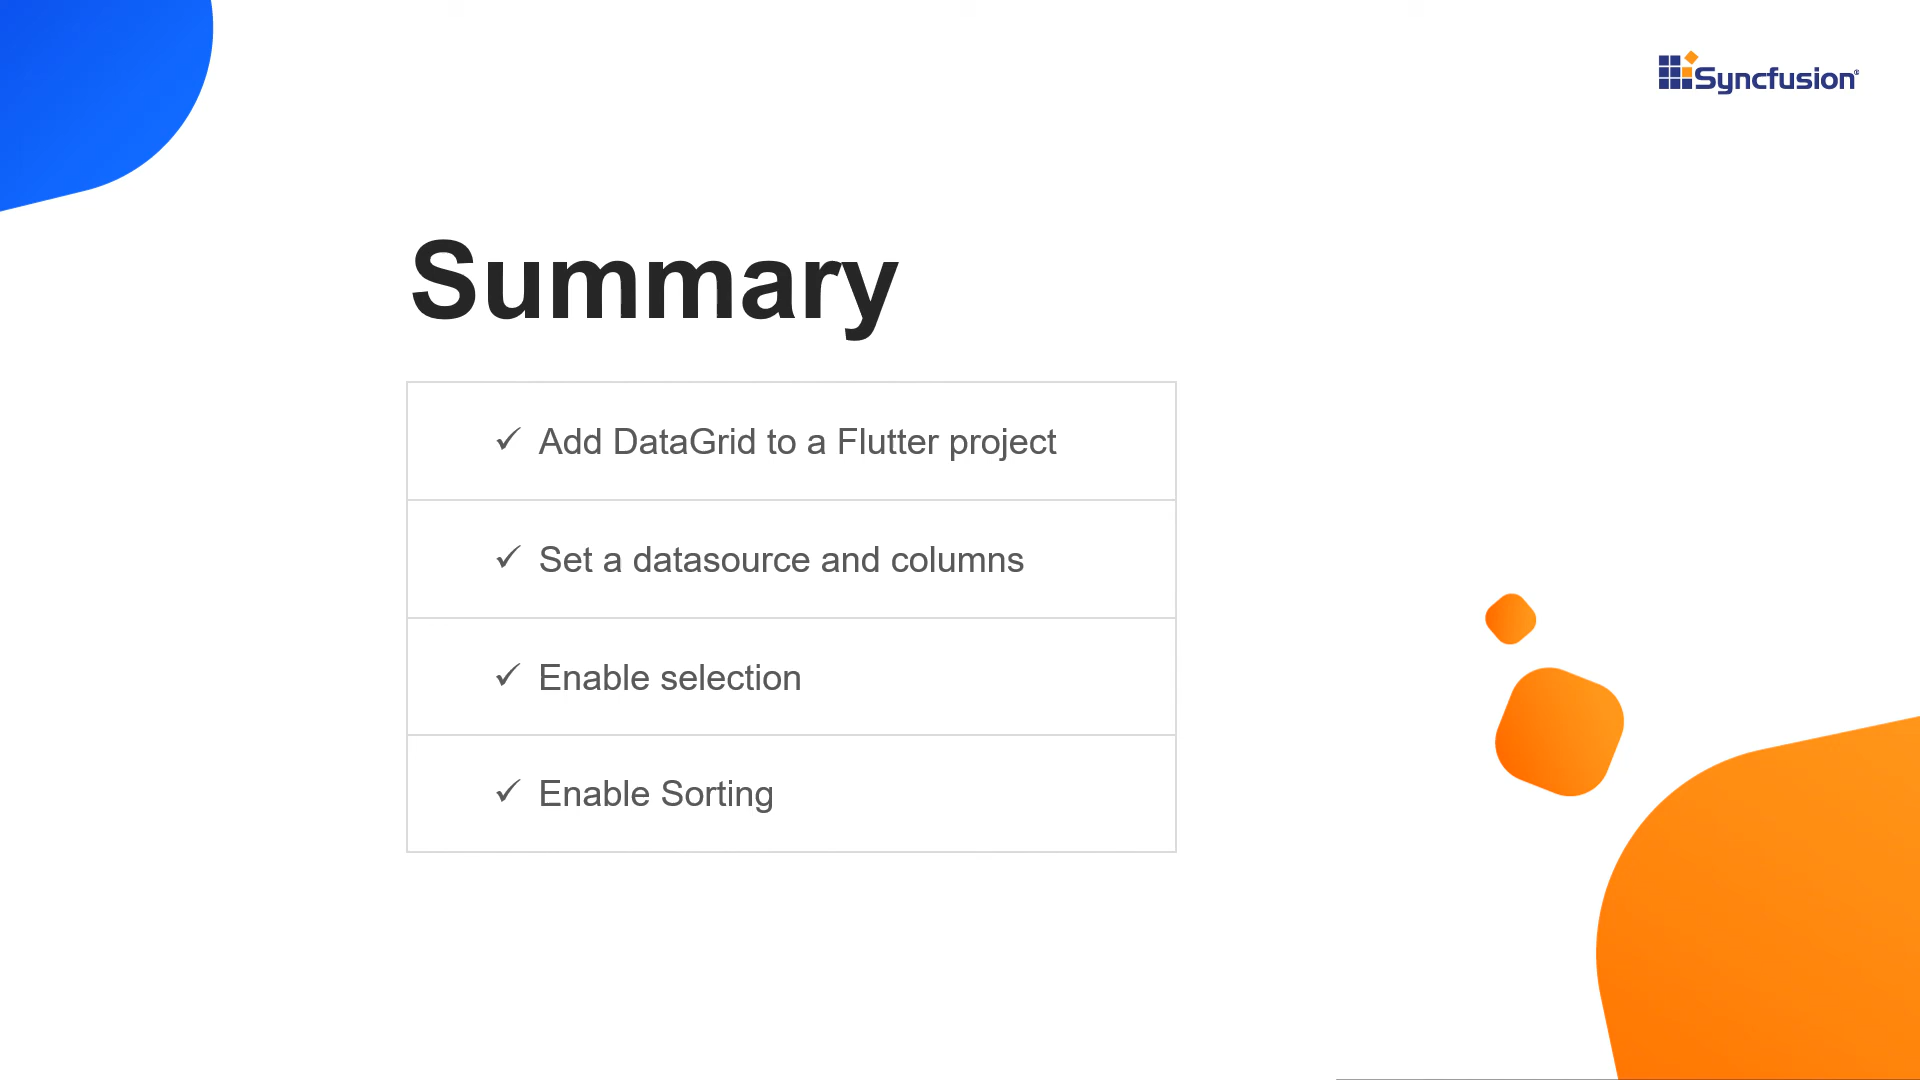 Syncfusion®
Summary
✓ Add DataGrid to a Flutter project
✓ Set a datasource and columns
✓ Enable selection
✓ Enable Sorting